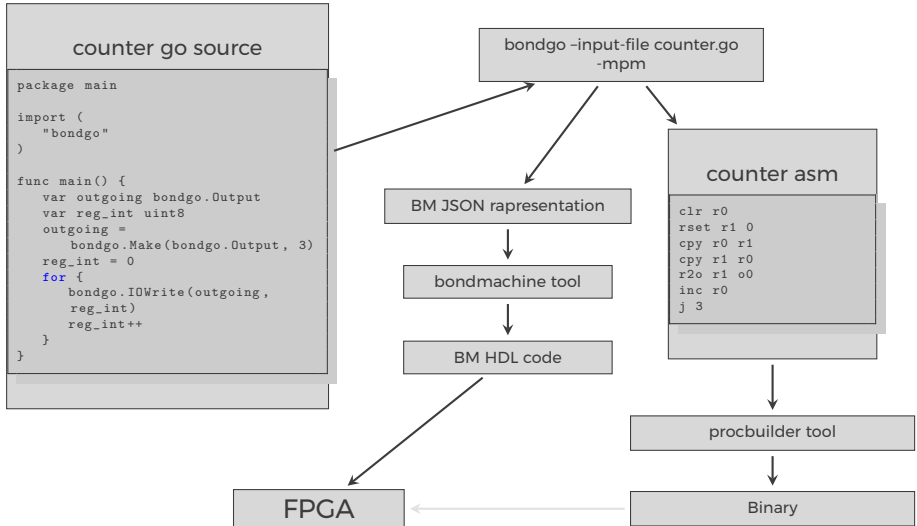 counter go source
package main
import (
"bondgo"
)
func main() {
var outgoing bondgo.Output
var reg_int uint8
outgoing =
bondgo.Make(bondgo.Output, 3)
reg_int = 0
for {
bondgo.IOWrite(outgoing,
reg_int)
reg_int++
}
}
bondgo –input-file counter.go
-mpm
BM JSON rapresentation
bondmachine tool
BM HDL code
FPGA
counter asm
clr r0
rset r1 0
cpy r0 r1
cpy r1 r0
r2o r1 o0
inc r0
j 3
procbuilder tool
Binary